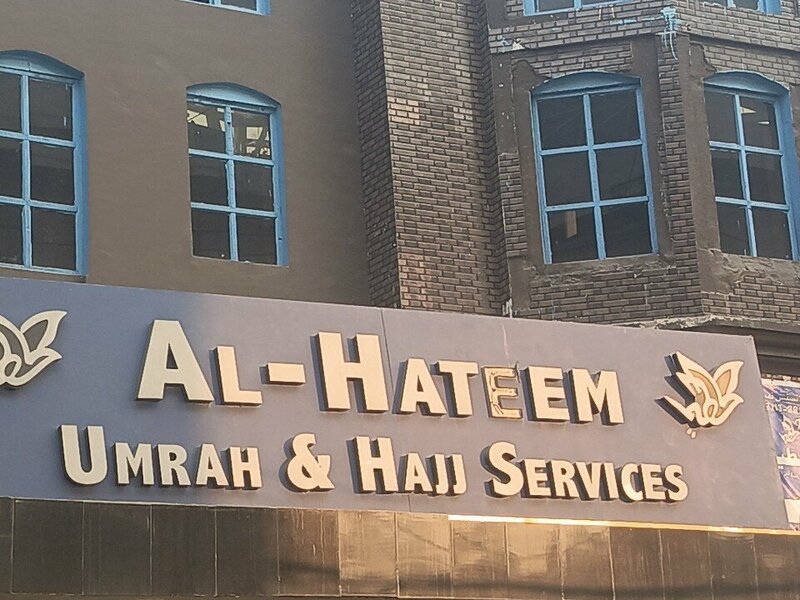 AL-HATEEM
UMRAH & HAJJ SERVICES